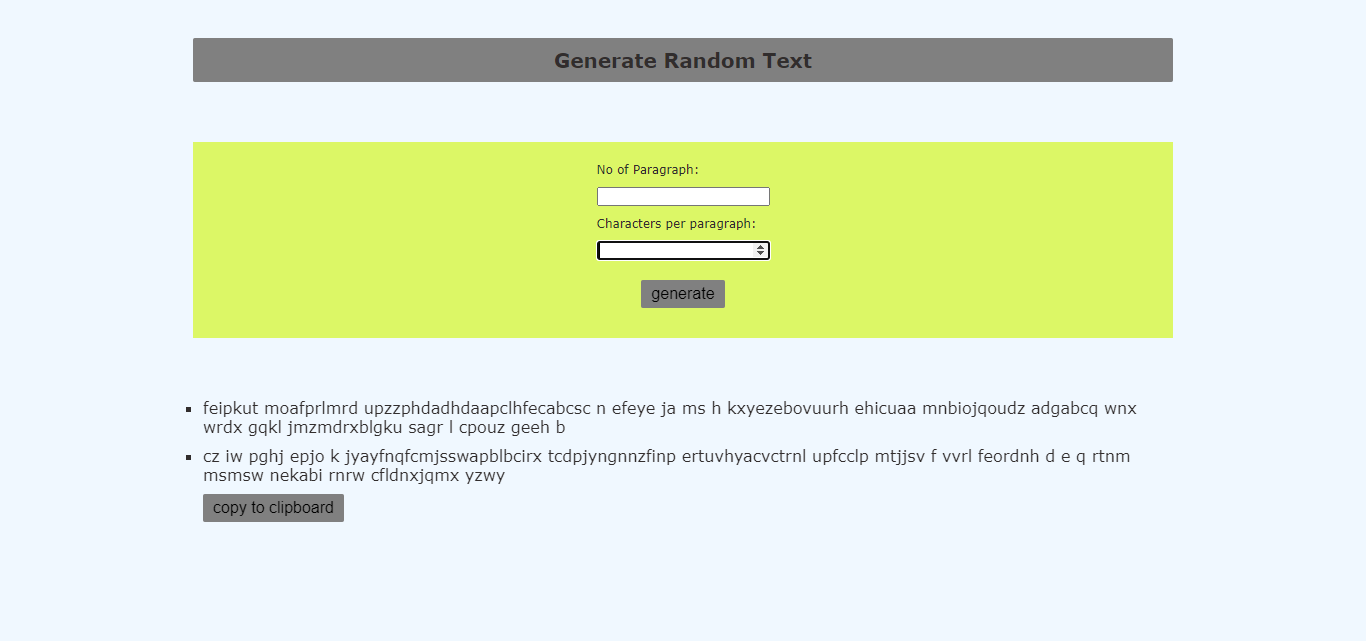 Generate Random Text
No of Paragraph:
Characters per paragraph:
generate
feipkut moafprlmrd upzzphdadhdaapclhfecabcsc n efeye ja ms h kxyezebovuurh ehicuaa mnbiojqoudz adgabcq wnx
wrdx gqkl jmzmdrxblgku sagr l cpouz geeh b
cz iw pghj epjo k jyayfnqfcmjsswapblbcirx tcdpjyngnnzfinp ertuvhyacvctrnl upfcclp mtjjsv f vvrl feordnh d e q rtnm
msmsw nekabi rnrw cfldnxjqmx yzwy
copy to clipboard